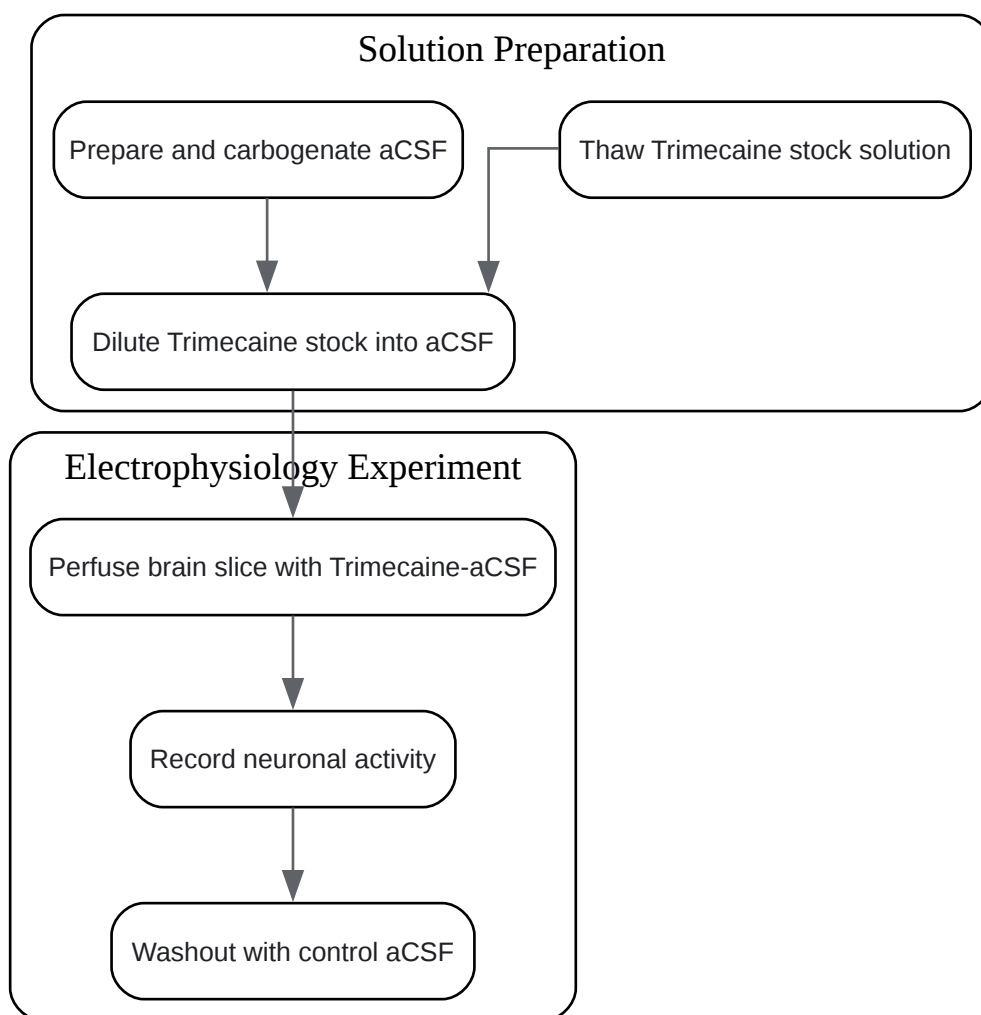 Solution Preparation
Prepare and carbogenate aCSF
Thaw Trimecaine stock solution
Dilute Trimecaine stock into aCSF
Electrophysiology Experiment
Perfuse brain slice with Trimecaine-aCSF
Record neuronal activity
Washout with control aCSF